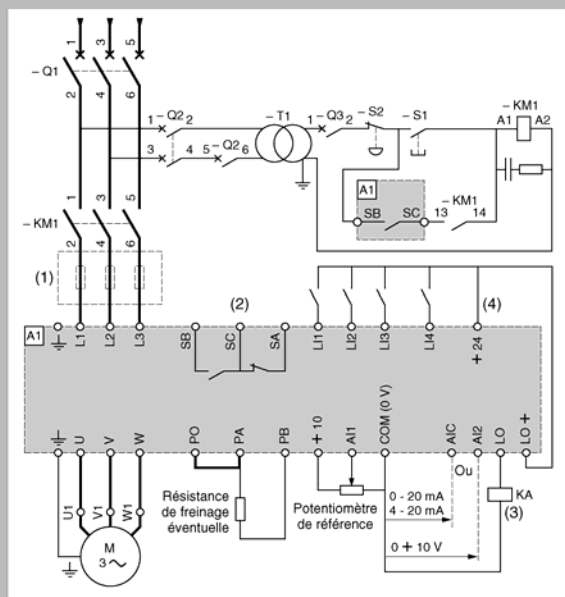 1 3 5
– Q1
2 4 6
1 – Q2 2
– T1
1 – Q3 2
– S2
– S1
– KM1
A1 A2
3 4 5 – Q2 6
A1
SB SC
– KM1
13 14
1 3 5
– KM1
2 4 6
(1)
(2)
(4)
A1
L1 L2 L3
SB SC SA
LI1 LI2 LI3 LI4
+ 24
U V W
PO PA PB
+ 10
AI1
COM (0 V)
AIC
AI2
LO
LO +
Ou
U1 V1 W1
Résistance
de freinage
éventuelle
Potentiomètre
de référence
0 - 20 mA
4 - 20 mA
KA
(3)
0 + 10 V
M
3